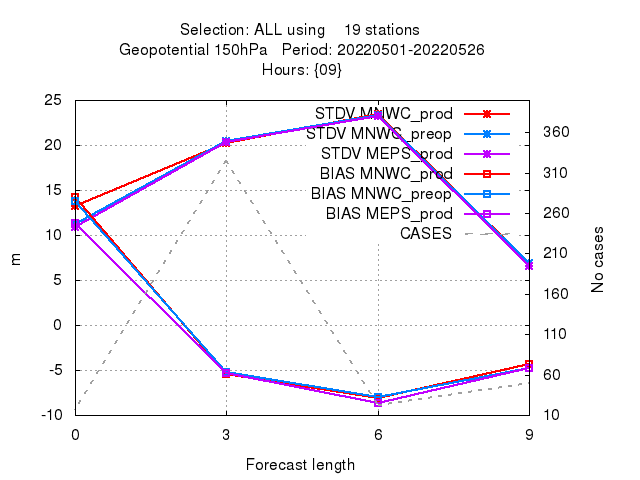 Selection: ALL using 19 stations
Geopotential 150hPa Period: 20220501-20220526
Hours: {09}
STDV MNWC_prod
STDV MNWC_preop
STDV MEPS_prod
BIAS MNWC_prod
BIAS MNWC_preop
BIAS MEPS_prod
CASES
25
20
15
10
5
0
-5
-10
m
360
310
260
210
160
110
60
10
No cases
0
3
6
9
Forecast length